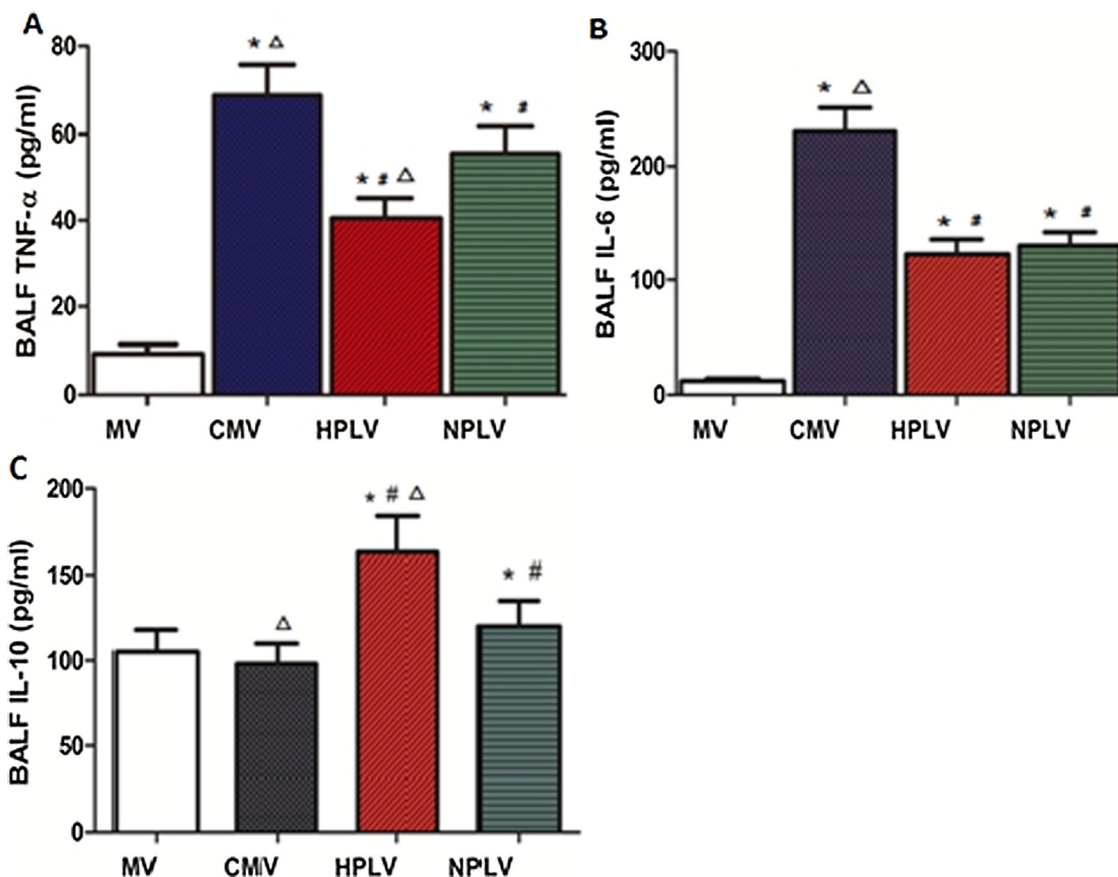 A
BALF TNF-α (pg/ml)
80
60
40
20
0
* △
* # △
* #
MV CMV HPLV NPLV
B
BALF IL-6 (pg/ml)
300
200
100
0
* △
* #
* #
MV CMV HPLV NPLV
C
BALF IL-10 (pg/ml)
200
150
100
50
0
△
* # △
* #
MV CMV HPLV NPLV